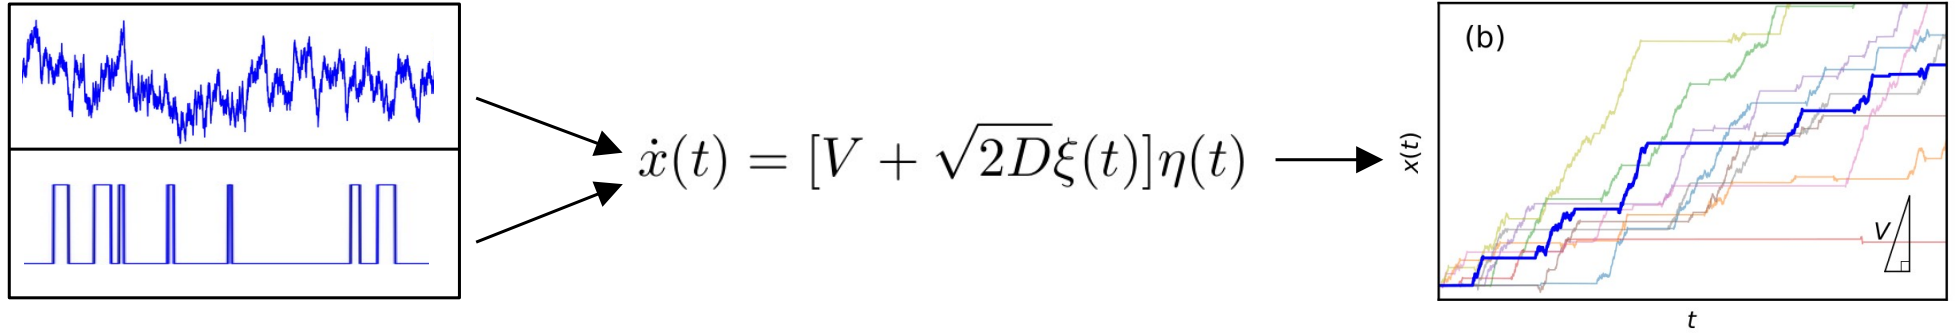 ẋ(t) = [V + √2Dξ(t)]η(t)
(b)
x(t)
V
t